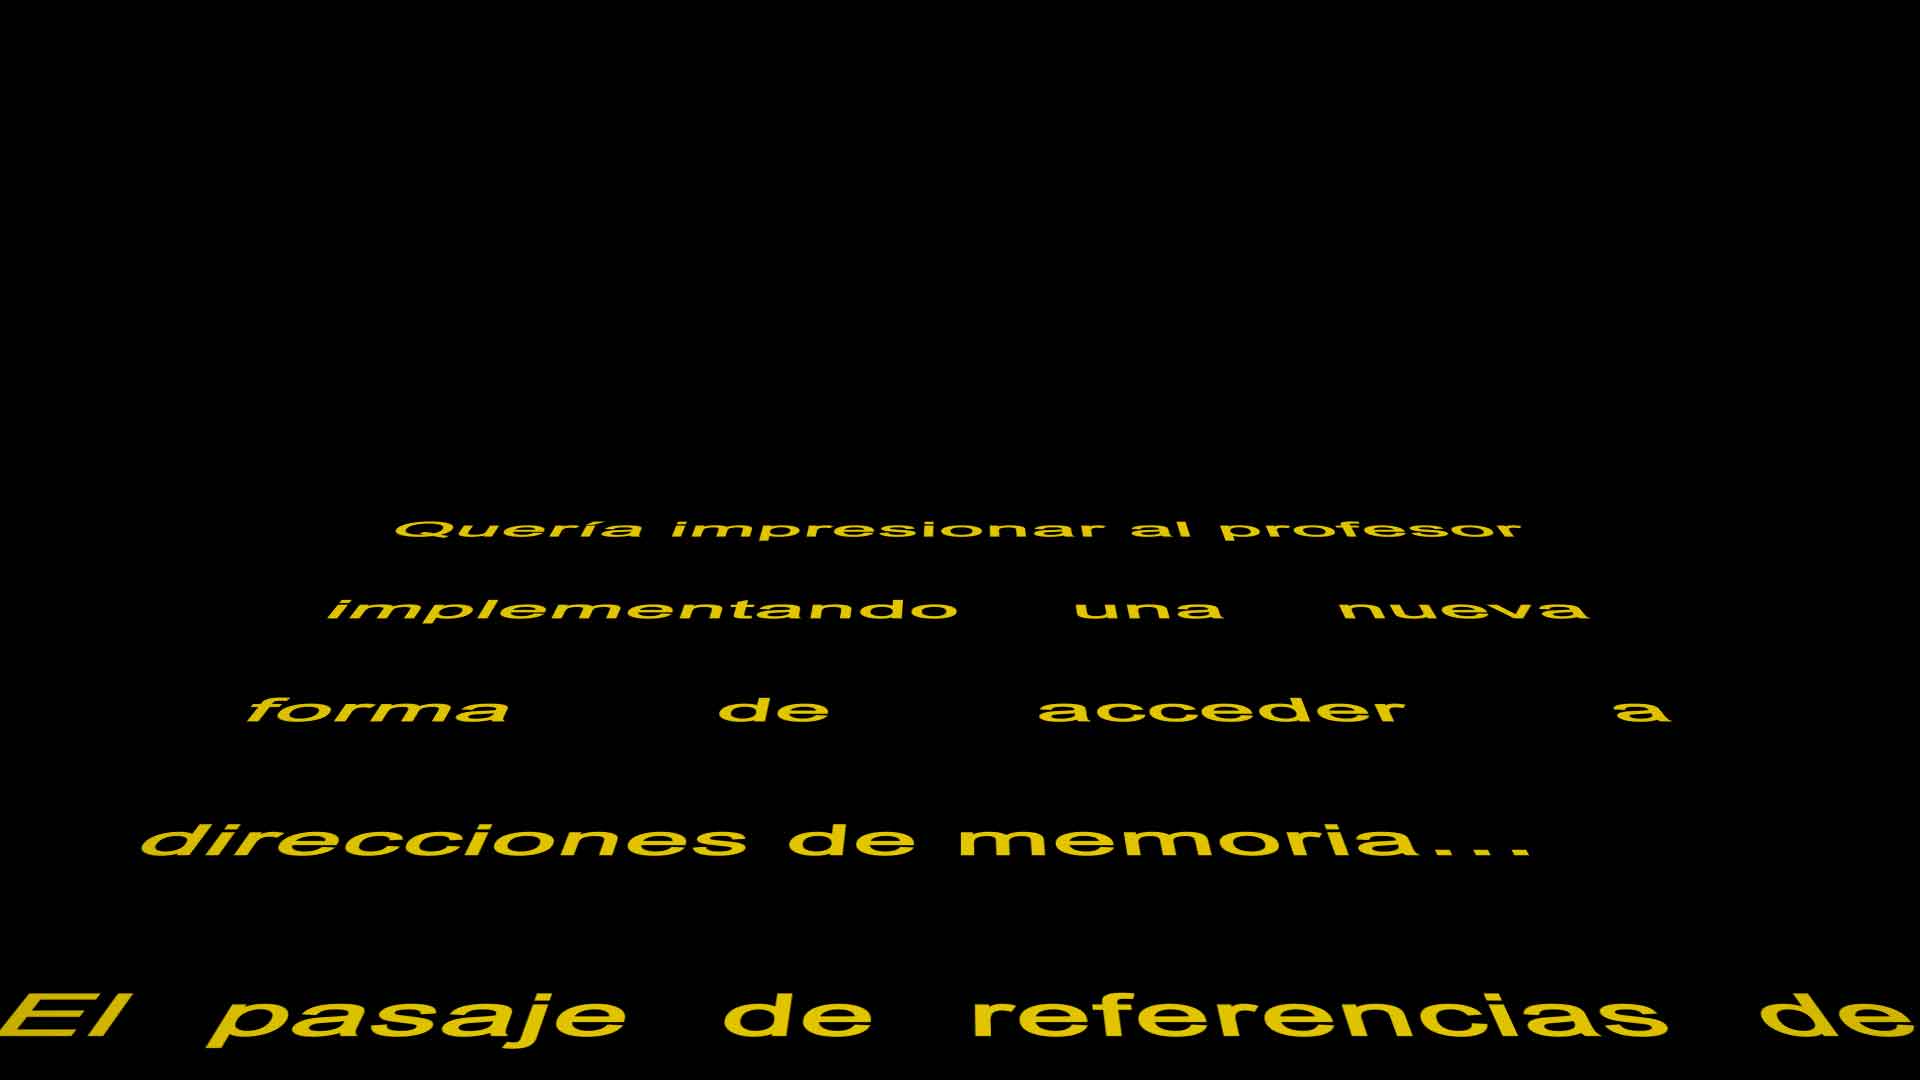 Quería impresionar al profesor
implementando una nueva
forma de acceder a
direcciones de memoria...
El pasaje de referencias de